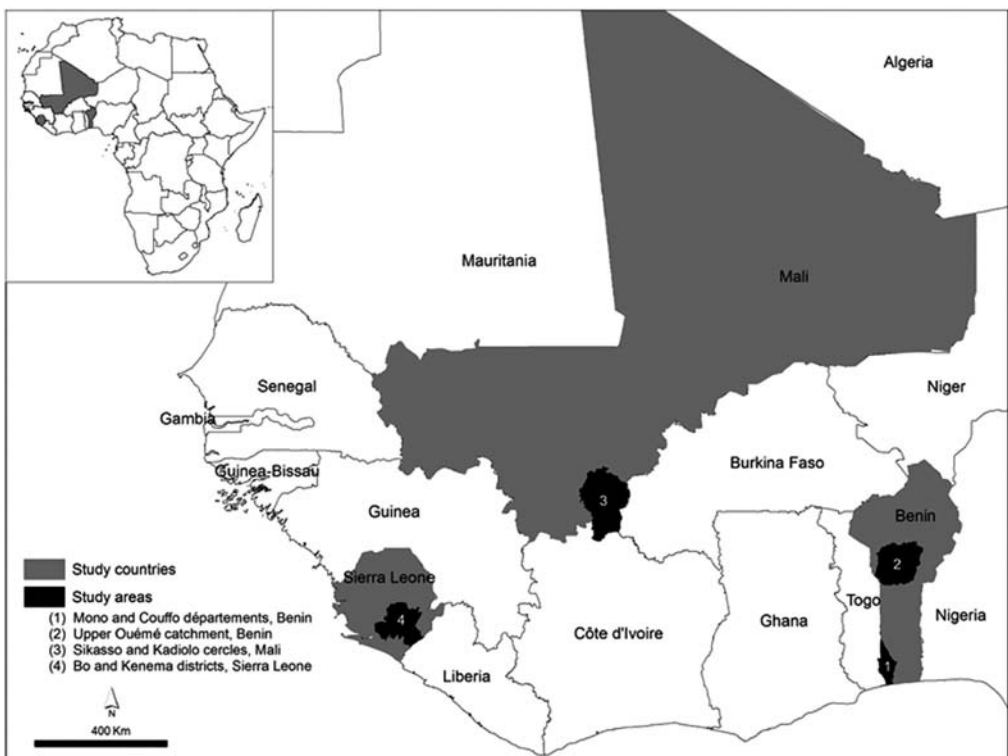 Algeria
Mauritania
Mali
Senegal
Niger
Gambia
Burkina Faso
Guinea-Bissau
Guinea
3
Benin
2
Study countries
Sierra Leone
Study areas
4
Togo
(1) Mono and Couffo départements, Benin
Ghana
Nigeria
(2) Upper Ouémé catchment, Benin
Côte d'Ivoire
(3) Sikasso and Kadiolo cercles, Mali
(4) Bo and Kenema districts, Sierra Leone
Liberia
1
N
400 Km